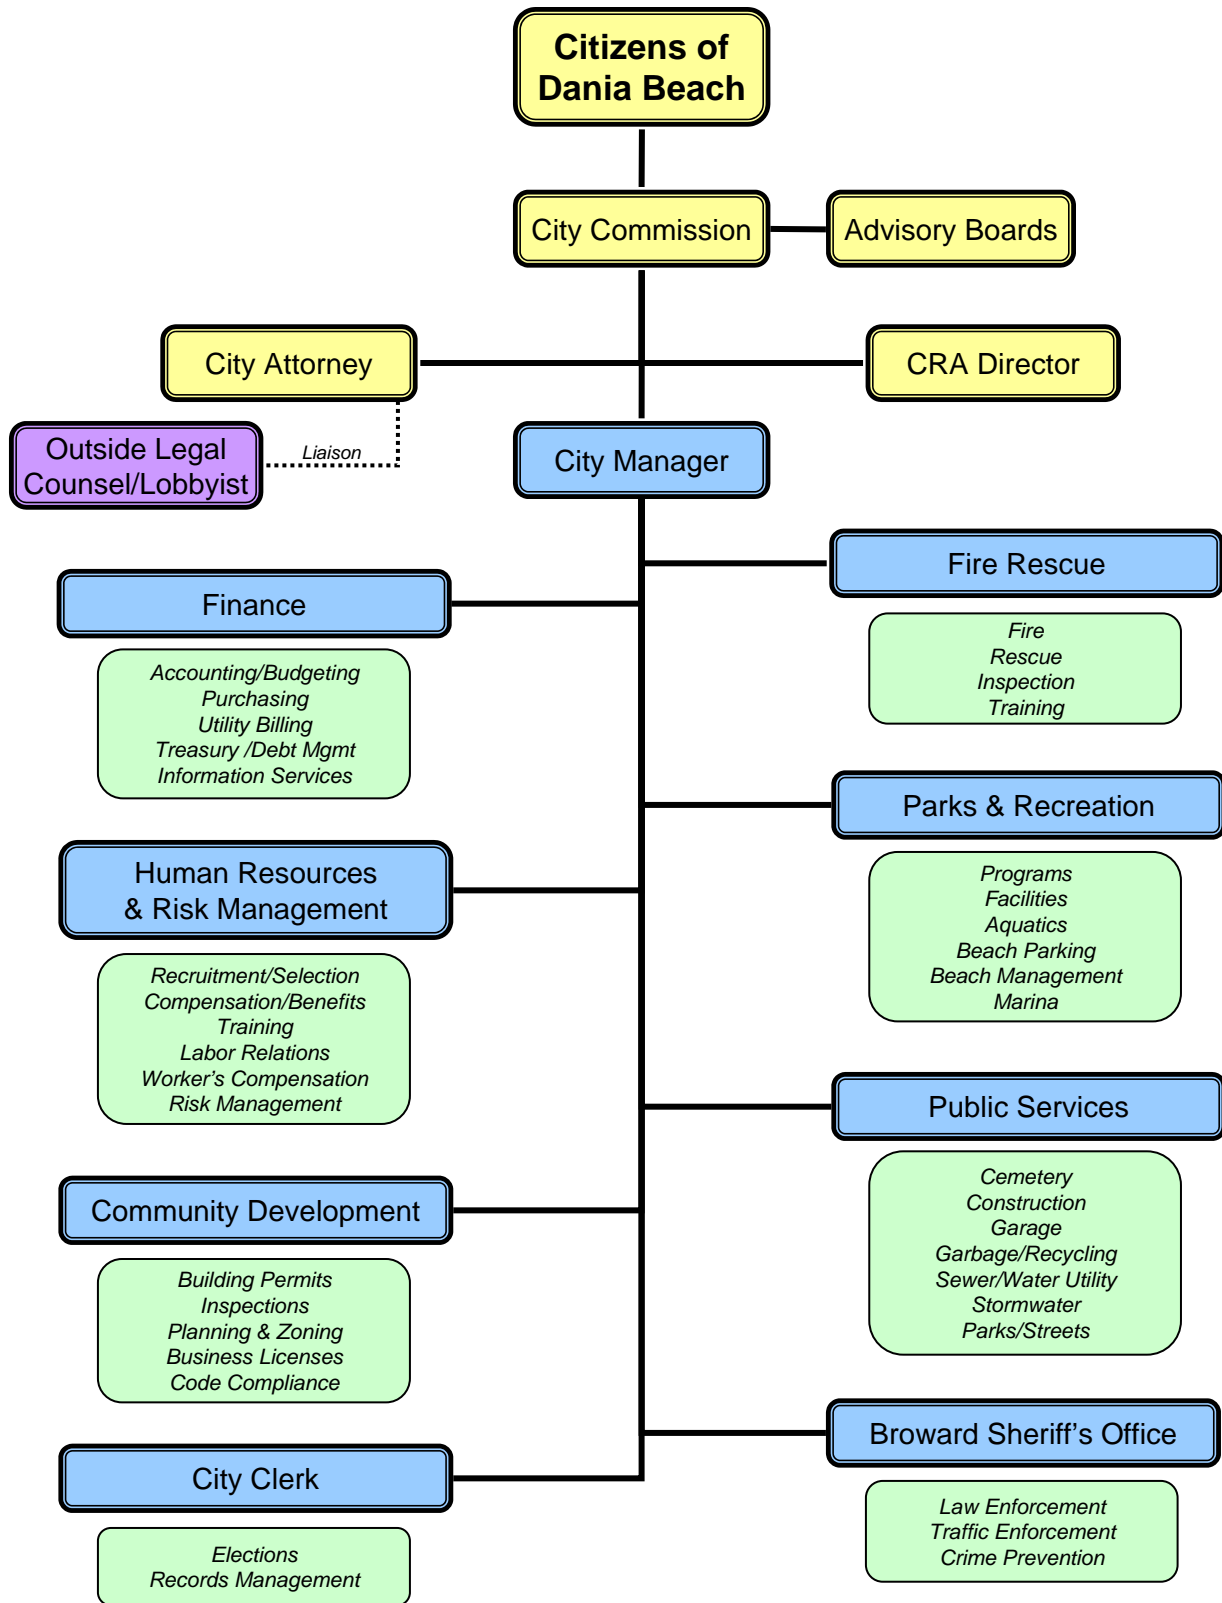 Citizens of
Dania Beach
City Commission
Advisory Boards
City Attorney
CRA Director
Outside Legal
Counsel/Lobbyist
Liaison
City Manager
Fire Rescue
Fire
Rescue
Inspection
Training
Finance
Accounting/Budgeting
Purchasing
Utility Billing
Treasury /Debt Mgmt
Information Services
Parks & Recreation
Programs
Facilities
Aquatics
Beach Parking
Beach Management
Marina
Human Resources
& Risk Management
Recruitment/Selection
Compensation/Benefits
Training
Labor Relations
Worker's Compensation
Risk Management
Public Services
Cemetery
Construction
Garage
Garbage/Recycling
Sewer/Water Utility
Stormwater
Parks/Streets
Community Development
Building Permits
Inspections
Planning & Zoning
Business Licenses
Code Compliance
Broward Sheriff's Office
Law Enforcement
Traffic Enforcement
Crime Prevention
City Clerk
Elections
Records Management